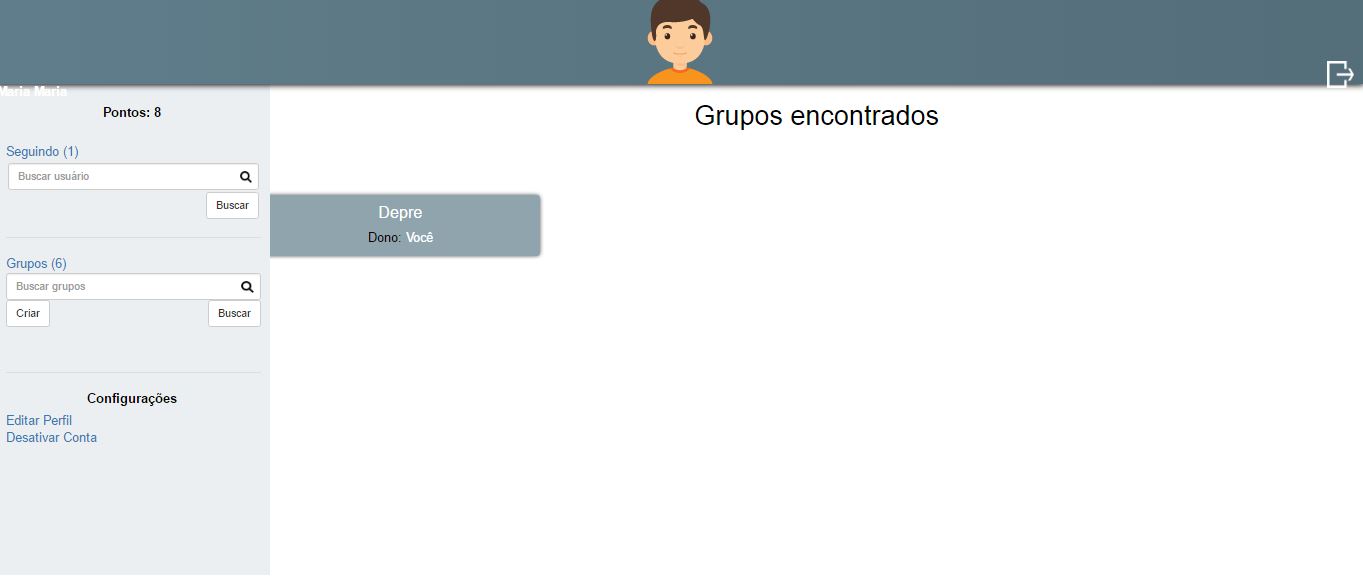 Maria Maria
Pontos: 8
Seguindo (1)
Buscar usuário
Buscar
Grupos (6)
Buscar grupos
Criar
Buscar
Configurações
Editar Perfil
Desativar Conta
Grupos encontrados
Depre
Dono: Você